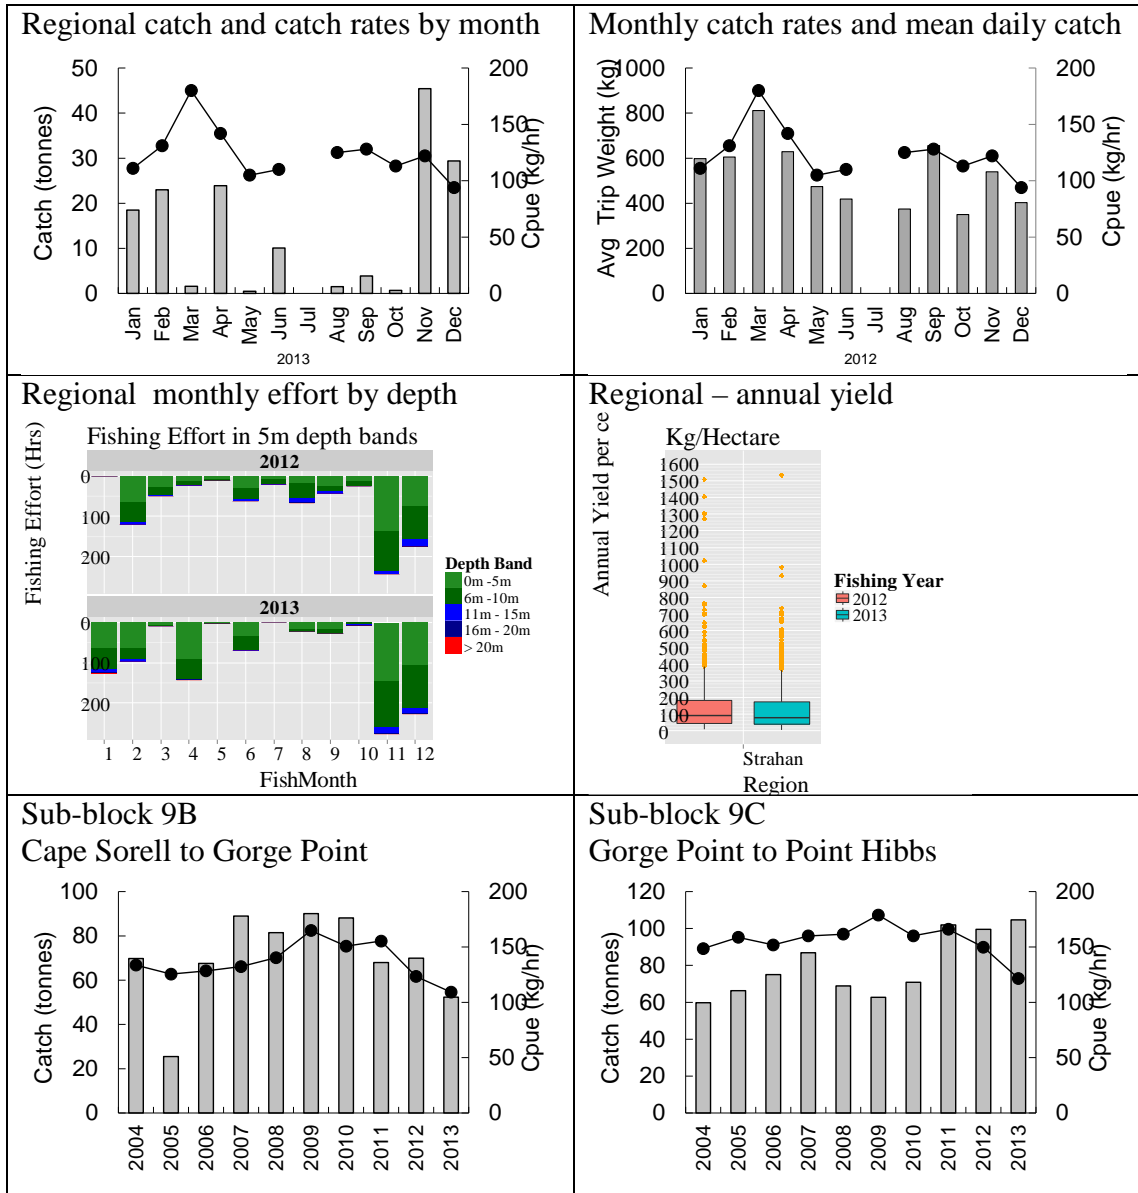 Regional catch and catch rates by month
50
40
30
20
10
0
Catch (tonnes)
200
150
100
50
0
Cpue (kg/hr)
Jan
Feb
Mar
Apr
May
Jun
Jul
Aug
Sep
Oct
Nov
Dec
2013
Monthly catch rates and mean daily catch
1000
800
600
400
200
0
Avg Trip Weight (kg)
200
150
100
50
0
Cpue (kg/hr)
Jan
Feb
Mar
Apr
May
Jun
Jul
Aug
Sep
Oct
Nov
Dec
2012
Regional monthly effort by depth
Fishing Effort in 5m depth bands
Fishing Effort (Hrs)
2012
0
100
200
2013
0
100
200
1 2 3 4 5 6 7 8 9 10 11 12
FishMonth
Depth Band
0m -5m
6m -10m
11m - 15m
16m - 20m
> 20m
Regional – annual yield
Kg/Hectare
Annual Yield per ce
1600
1500
1400
1300
1200
1100
1000
900
800
700
600
500
400
300
200
100
0
Strahan
Region
Fishing Year
2012
2013
Sub-block 9B
Cape Sorell to Gorge Point
100
80
60
40
20
0
Catch (tonnes)
200
150
100
50
0
Cpue (kg/hr)
2004
2005
2006
2007
2008
2009
2010
2011
2012
2013
Sub-block 9C
Gorge Point to Point Hibbs
120
100
80
60
40
20
0
Catch (tonnes)
200
150
100
50
0
Cpue (kg/hr)
2004
2005
2006
2007
2008
2009
2010
2011
2012
2013